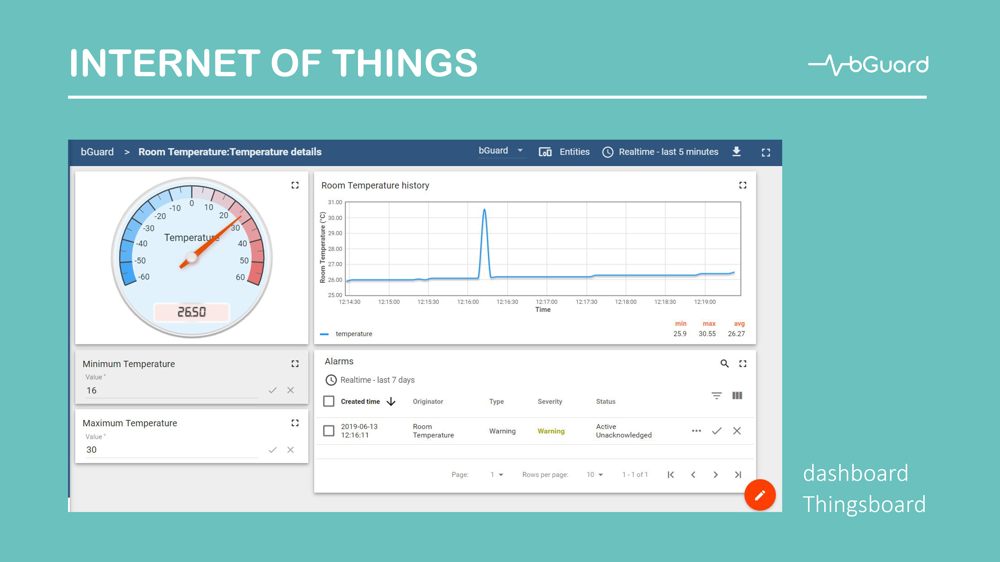 INTERNET OF THINGS
bGuard
bGuard > Room Temperature:Temperature details
bGuard
Entities
Realtime - last 5 minutes
-60
-50
-40
-30
-20
-10
0
10
20
30
40
50
60
Temperature
26.50
Room Temperature history
Room Temperature (°C)
31.00
30.00
29.00
28.00
27.00
26.00
25.00
12:14:30 12:15:00 12:15:30 12:16:00 12:16:30 12:17:00 12:17:30 12:18:00 12:18:30 12:19:00
Time
min max avg
temperature 25.9 30.55 26.27
Minimum Temperature
Value *
16
Maximum Temperature
Value *
30
Alarms
Realtime - last 7 days
Created time Originator Type Severity Status
2019-06-13 Room Active
12:16:11 Temperature Warning Warning Unacknowledged
Page: 1 Rows per page: 10 1 - 1 of 1
dashboard
Thingsboard